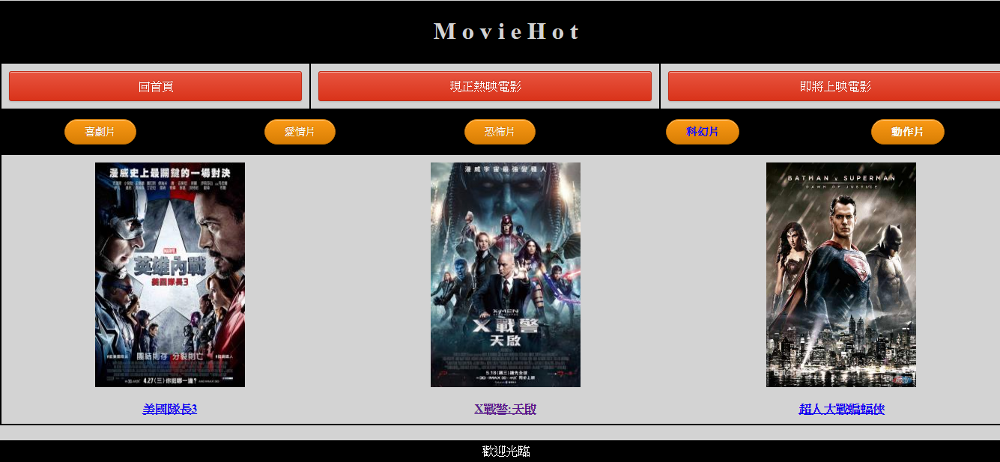 M o v i e H o t
回首頁
現正熱映電影
即將上映電影
喜劇片
愛情片
恐怖片
科幻片
動作片
漫威史上最關鍵的一場對決
MARVEL
英雄內戰
美國隊長3
團結則存 分裂則亡
4.27(三)你挺哪一邊?
漫威宇宙最強變種人
X-MEN
X戰警
天啟
5.18(週三)搶先全球
BATMAN v SUPERMAN
DAWN OF JUSTICE
美國隊長3
X戰警:天啟
超人大戰蝙蝠俠
歡迎光臨